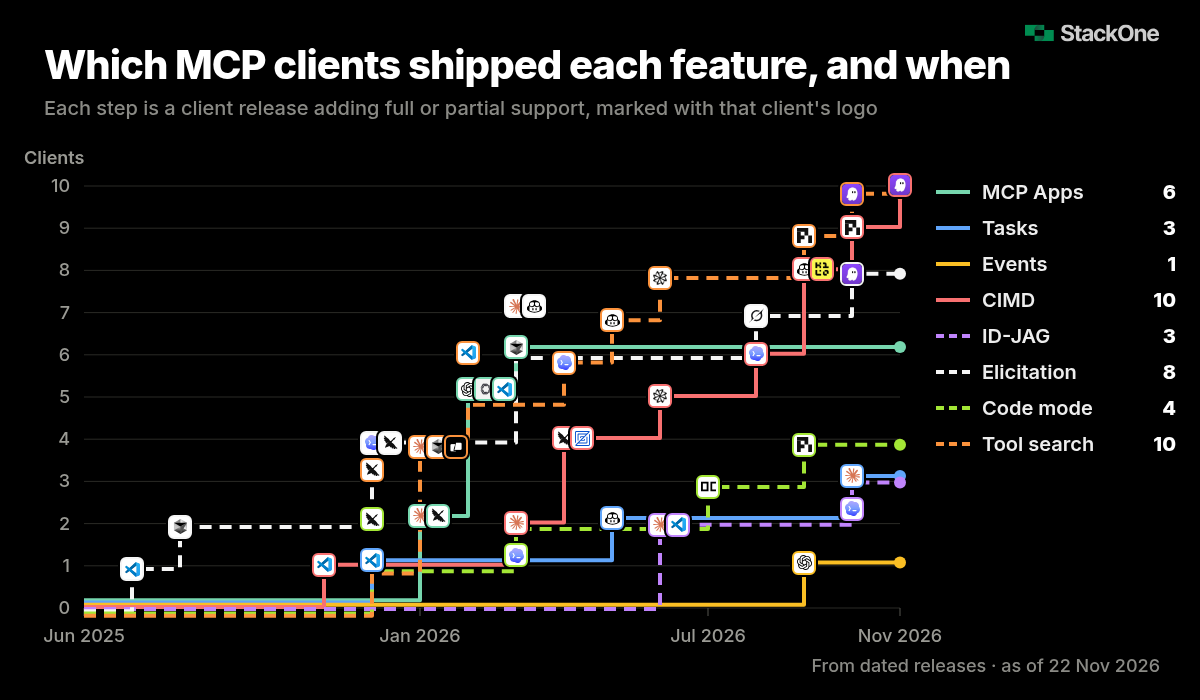 StackOne
Which MCP clients shipped each feature, and when
Each step is a client release adding full or partial support, marked with that client's logo
Clients
10
9
8
7
6
5
4
3
2
1
0
Jun 2025
Jan 2026
Jul 2026
Nov 2026
MCP Apps 6
Tasks 3
Events 1
CIMD 10
ID-JAG 3
Elicitation 8
Code mode 4
Tool search 10
From dated releases · as of 22 Nov 2026